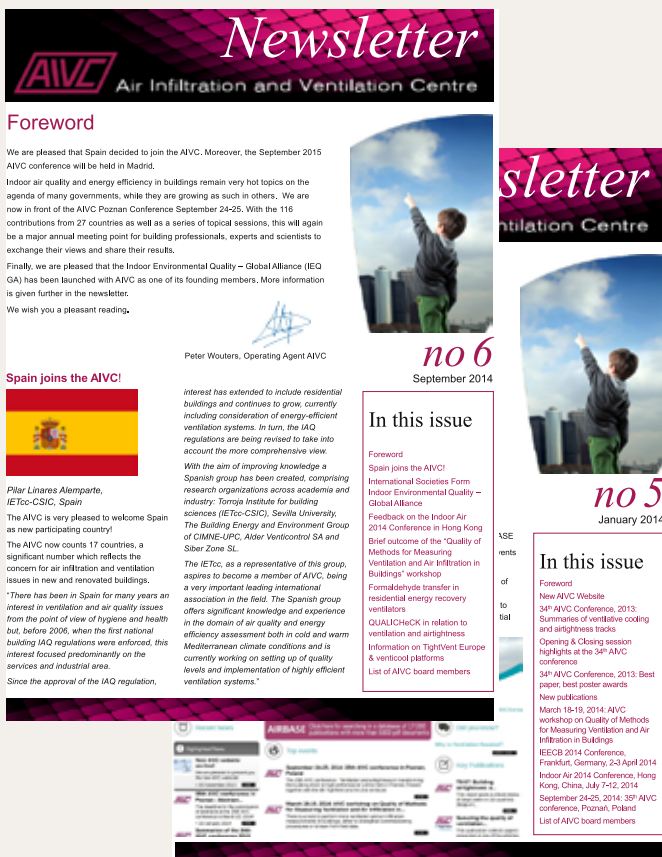 Newsletter
AIVC
Air Infiltration and Ventilation Centre
Foreword
We are pleased that Spain decided to join the AIVC. Moreover, the September 2015
AIVC conference will be held in Madrid.
Indoor air quality and energy efficiency in buildings remain very hot topics on the
agenda of many governments, while they are growing as such in others. We are
now in front of the AIVC Poznan Conference September 24-25. With the 116
contributions from 27 countries as well as a series of topical sessions, this will again
be a major annual meeting point for building professionals, experts and scientists to
exchange their views and share their results.
Finally, we are pleased that the Indoor Environmental Quality – Global Alliance (IEQ
GA) has been launched with AIVC as one of its founding members. More information
is given further in the newsletter.
We wish you a pleasant reading.
Peter Wouters, Operating Agent AIVC
no 6
September 2014
Spain joins the AIVC!
Pilar Linares Alemparte,
IETcc-CSIC, Spain
The AIVC is very pleased to welcome Spain
as new participating country!
The AIVC now counts 17 countries, a
significant number which reflects the
concern for air infiltration and ventilation
issues in new and renovated buildings.
"There has been in Spain for many years an
interest in ventilation and air quality issues
from the point of view of hygiene and health
but, before 2006, when the first national
building IAQ regulations were enforced, this
interest focused predominantly on the
services and industrial area.
Since the approval of the IAQ regulation,
interest has extended to include residential
buildings and continues to grow, currently
including consideration of energy-efficient
ventilation systems. In turn, the IAQ
regulations are being revised to take into
account the more comprehensive view.
With the aim of improving knowledge a
Spanish group has been created, comprising
research organizations across academia and
industry: Torroja Institute for building
sciences (IETcc-CSIC), Sevilla University,
The Building Energy and Environment Group
of CIMNE-UPC, Alder Venticontrol SA and
Siber Zone SL.
The IETcc, as a representative of this group,
aspires to become a member of AIVC, being
a very important leading international
association in the field. The Spanish group
offers significant knowledge and experience
in the domain of air quality and energy
efficiency assessment both in cold and warm
Mediterranean climate conditions and is
currently working on setting up of quality
levels and implementation of highly efficient
ventilation systems."
In this issue
Foreword
Spain joins the AIVC!
International Societies Form
Indoor Environmental Quality –
Global Alliance
Feedback on the Indoor Air
2014 Conference in Hong Kong
Brief outcome of the "Quality of
Methods for Measuring
Ventilation and Air Infiltration in
Buildings" workshop
Formaldehyde transfer in
residential energy recovery
ventilators
QUALICHeCK in relation to
ventilation and airtightness
Information on TightVent Europe
& venticool platforms
List of AIVC board members
sletter
ntilation Centre
no 5
January 2014
ASE
vents
of
to
tial
In this issue
Foreword
New AIVC Website
34th AIVC Conference, 2013:
Summaries of ventilative cooling
and airtightness tracks
Opening & Closing session
highlights at the 34th AIVC
conference
34th AIVC Conference, 2013: Best
paper, best poster awards
New publications
March 18-19, 2014: AIVC
workshop on Quality of Methods
for Measuring Ventilation and Air
Infiltration in Buildings
IEECB 2014 Conference,
Frankfurt, Germany, 2-3 April 2014
Indoor Air 2014 Conference, Hong
Kong, China, July 7-12, 2014
September 24-25, 2014: 35th AIVC
conference, Poznań, Poland
List of AIVC board members
AIRBASE
Top events
Key Publications